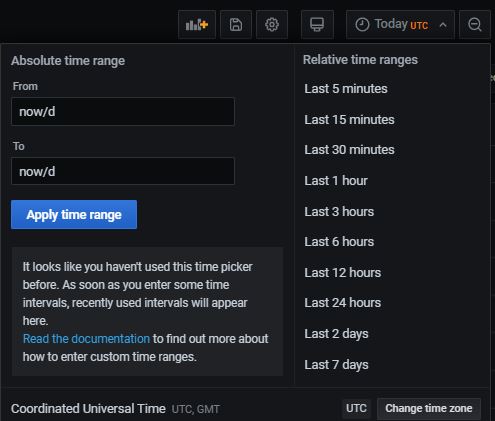 Today UTC
Absolute time range
From
now/d
To
now/d
Apply time range
It looks like you haven't used this time picker
before. As soon as you enter some time
intervals, recently used intervals will appear
here.
Read the documentation to find out more about
how to enter custom time ranges.
Relative time ranges
Last 5 minutes
Last 15 minutes
Last 30 minutes
Last 1 hour
Last 3 hours
Last 6 hours
Last 12 hours
Last 24 hours
Last 2 days
Last 7 days
Coordinated Universal Time UTC, GMT
UTC
Change time zone